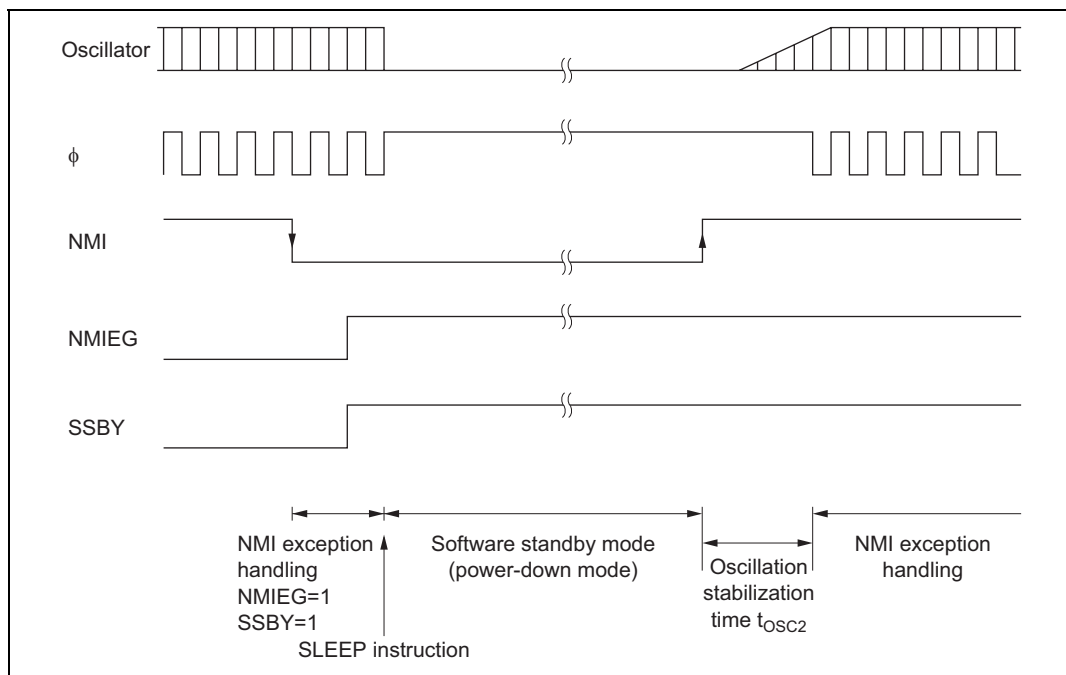 Oscillator
φ
NMI
NMIEG
SSBY
NMI exception
handling
NMIEG=1
SSBY=1
SLEEP instruction
Software standby mode
(power-down mode)
Oscillation
stabilization
time tOSC2
NMI exception
handling